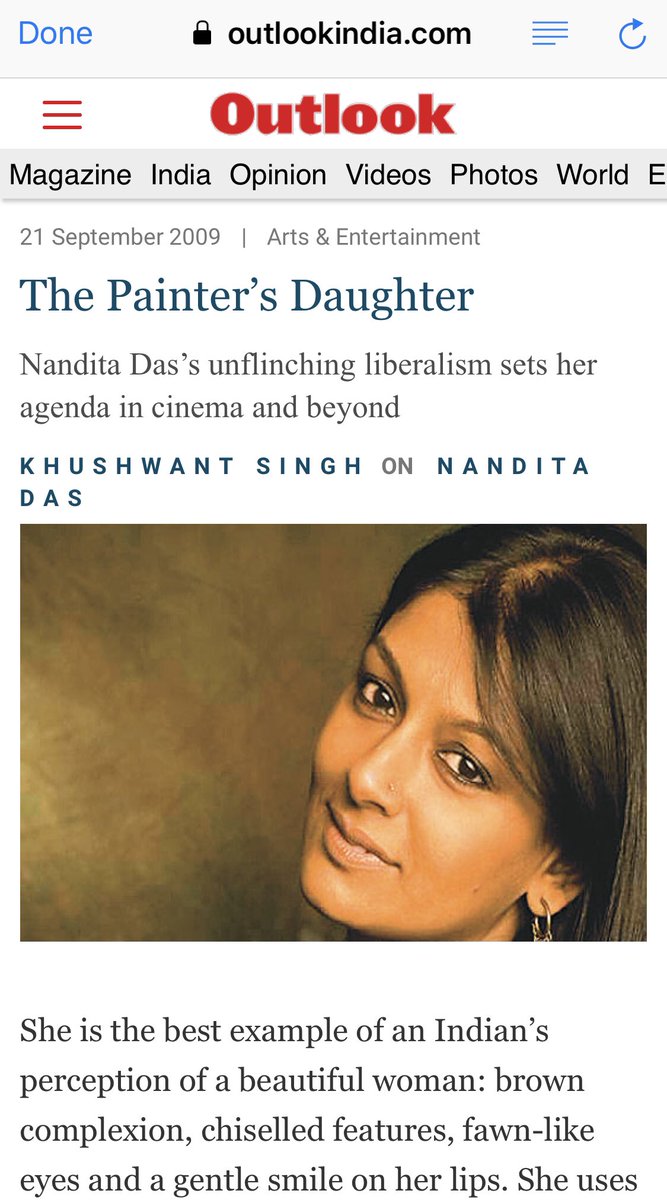 Done
outlookindia.com
Outlook
Magazine India Opinion Videos Photos World E
21 September 2009 | Arts & Entertainment
The Painter’s Daughter
Nandita Das’s unflinching liberalism sets her
agenda in cinema and beyond
KHUSHWANT SINGH ON NANDITA
DAS
She is the best example of an Indian’s
perception of a beautiful woman: brown
complexion, chiselled features, fawn-like
eyes and a gentle smile on her lips. She uses